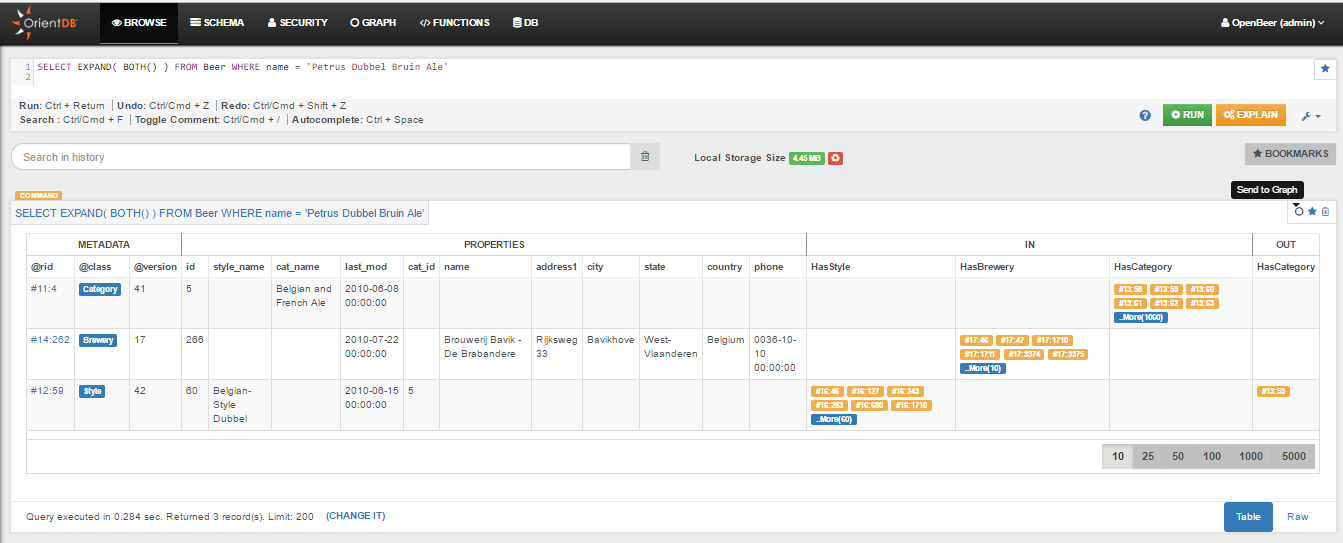 OrientDB BROWSE SCHEMA SECURITY GRAPH FUNCTIONS DB OpenBeer (admin)
1 SELECT EXPAND( BOTH() ) FROM Beer WHERE name = 'Petrus Dubbel Bruin Ale'
2
Run: Ctrl + Return Undo: Ctrl/Cmd + Z Redo: Ctrl/Cmd + Shift + Z
Search : Ctrl/Cmd + F Toggle Comment: Ctrl/Cmd + / Autocomplete: Ctrl + Space
? RUN EXPLAIN
Search in history Local Storage Size 4.45 MB BOOKMARKS
COMMAND Send to Graph
SELECT EXPAND( BOTH() ) FROM Beer WHERE name = 'Petrus Dubbel Bruin Ale'
METADATA PROPERTIES IN OUT
@rid @class @version id style_name cat_name last_mod cat_id name address1 city state country phone HasStyle HasBrewery HasCategory HasCategory
#11:4 Category 41 5 Belgian and 2010-06-08 #13:58 #13:59 #13:60
French Ale 00:00:00 #13:61 #13:62 #13:63
..More(1060)
#14:262 Brewery 17 266 2010-07-22 Brouwerij Bavik - Rijksweg Bavikhove West- Belgium 0036-10- #17:46 #17:47 #17:1710
00:00:00 De Brabandere 33 Vlaanderen 10 #17:1711 #17:3374 #17:3375
00:00:00 ..More(10)
#12:59 Style 42 60 Belgian- 2010-06-15 5 #16:46 #16:127 #16:243 #13:59
Style 00:00:00 #16:283 #16:680 #16:1710
Dubbel ..More(60)
10 25 50 100 1000 5000
Query executed in 0.284 sec. Returned 3 record(s). Limit: 200 (CHANGE IT) Table Raw